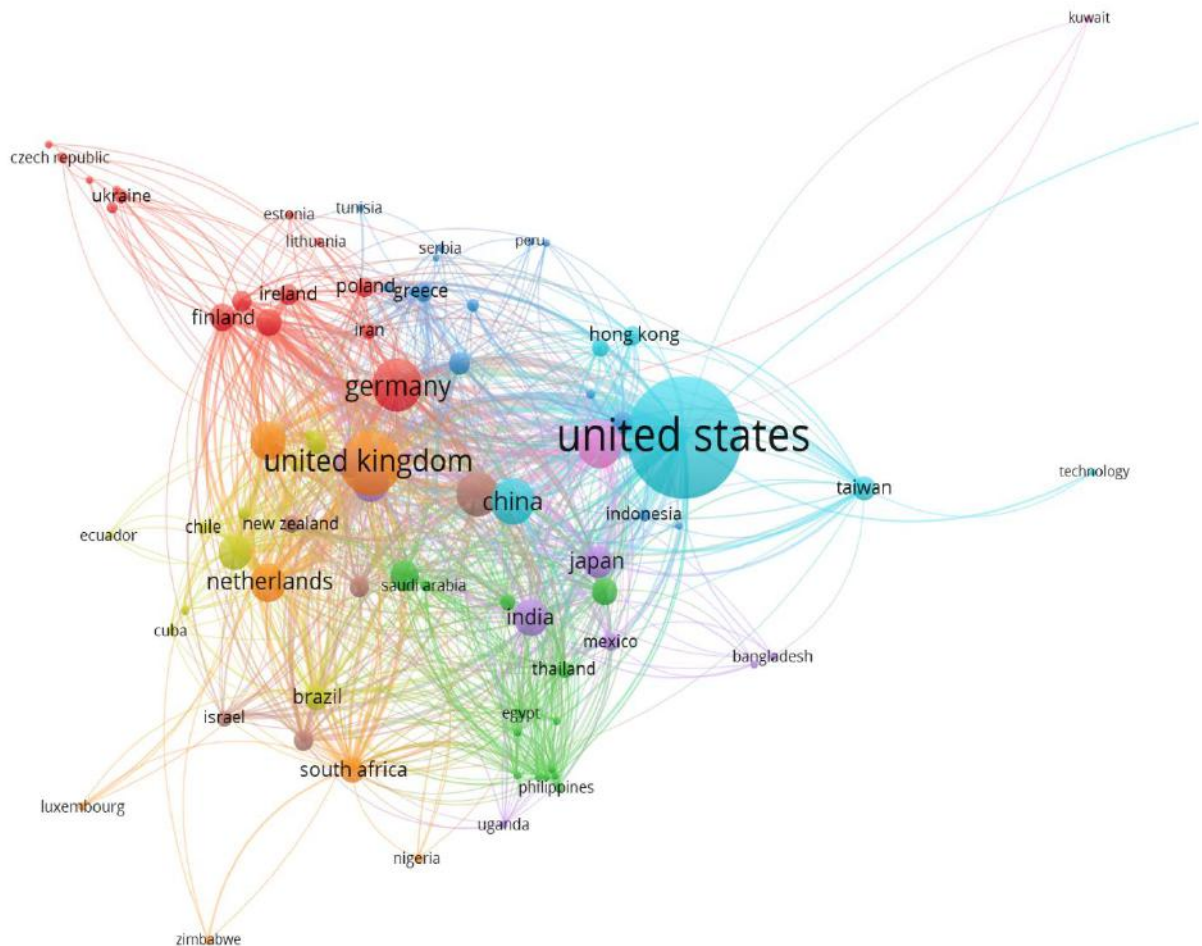 kuwait
czech republic
ukraine
estonia
tunisia
lithuania
serbia
peru
ireland
poland
greece
finland
iran
hong kong
germany
united states
united kingdom
technology
taiwan
china
indonesia
chile
new zealand
ecuador
japan
netherlands
saudi arabia
india
cuba
mexico
bangladesh
thailand
brazil
israel
egypt
south africa
philippines
luxembourg
uganda
nigeria
zimbabwe